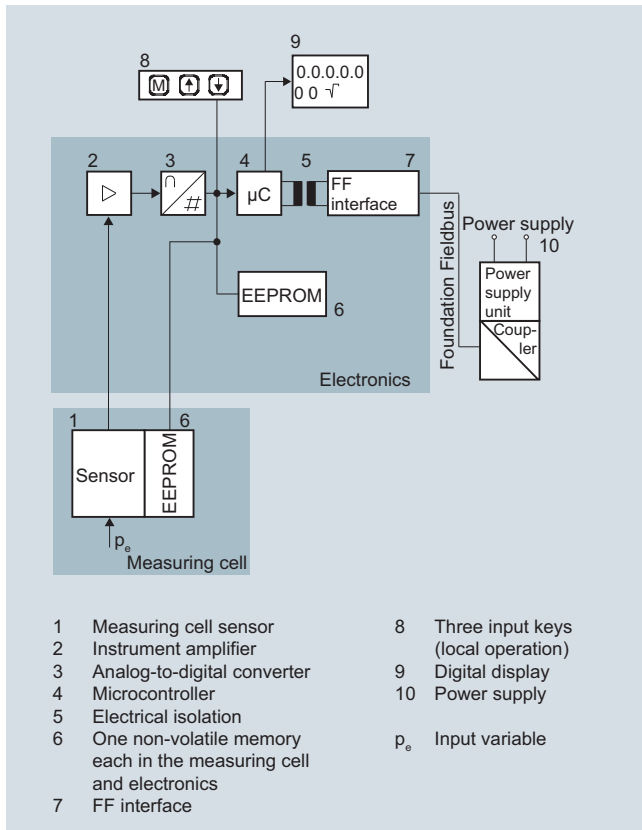 8
M
9
0.0.0.0.0
0 0 √
2
3
∩
#
4
µC
5
7
FF
interface
Foundation Fieldbus
Power supply
10
Power
supply
unit
Coup-
ler
EEPROM
6
Electronics
1
6
Sensor
EEPROM
pe
Measuring cell
1 Measuring cell sensor
2 Instrument amplifier
3 Analog-to-digital converter
4 Microcontroller
5 Electrical isolation
6 One non-volatile memory
each in the measuring cell
and electronics
7 FF interface
8 Three input keys
(local operation)
9 Digital display
10 Power supply
pe Input variable